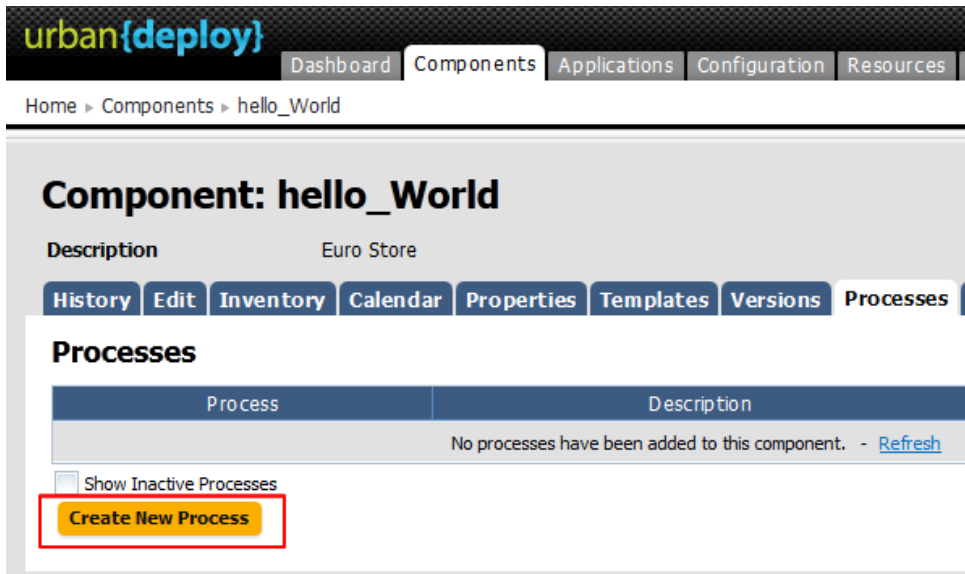 urban{deploy}
Dashboard Components Applications Configuration Resources
Home ▸ Components ▸ hello_World
Component: hello_World
Description Euro Store
History Edit Inventory Calendar Properties Templates Versions Processes
Processes
Process Description
No processes have been added to this component. - Refresh
Show Inactive Processes
Create New Process